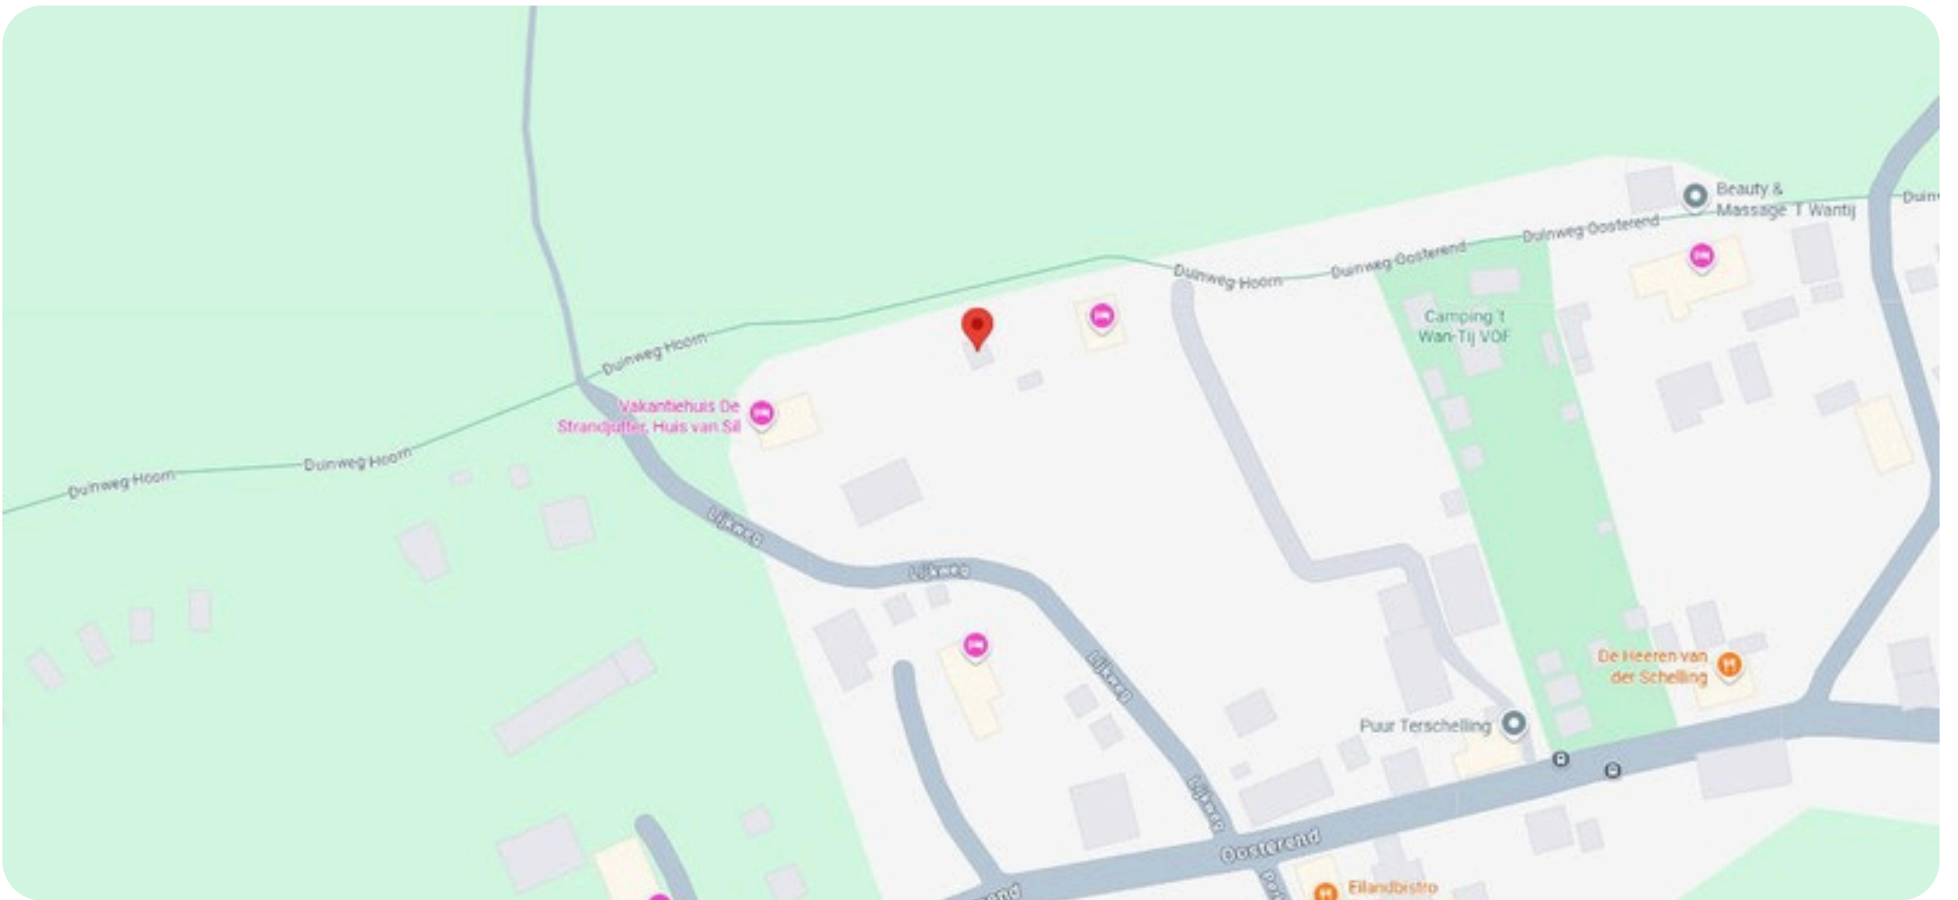 Beauty &
Massage T Wantij
Duinweg Oosterend
Duinweg Oosterend
Duinweg Hoorn
Camping 't
Wan-Tij VOF
Duinweg Hoorn
Vakantiehuis De
Strandjutter, Huis van Sil
Duinweg Hoorn
Duinweg Hoorn
Lijkweg
Lijkweg
Lijkweg
De Heeren van
der Schelling
Puur Terschelling
Lijkweg
Oosterend
Eilandbistro